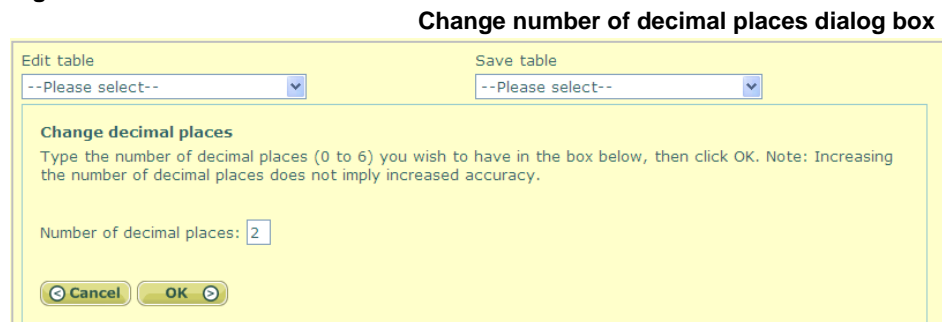 Change number of decimal places dialog box
Edit table
Save table
--Please select--
--Please select--
Change decimal places
Type the number of decimal places (0 to 6) you wish to have in the box below, then click OK. Note: Increasing
the number of decimal places does not imply increased accuracy.
Number of decimal places: 2
Cancel
OK